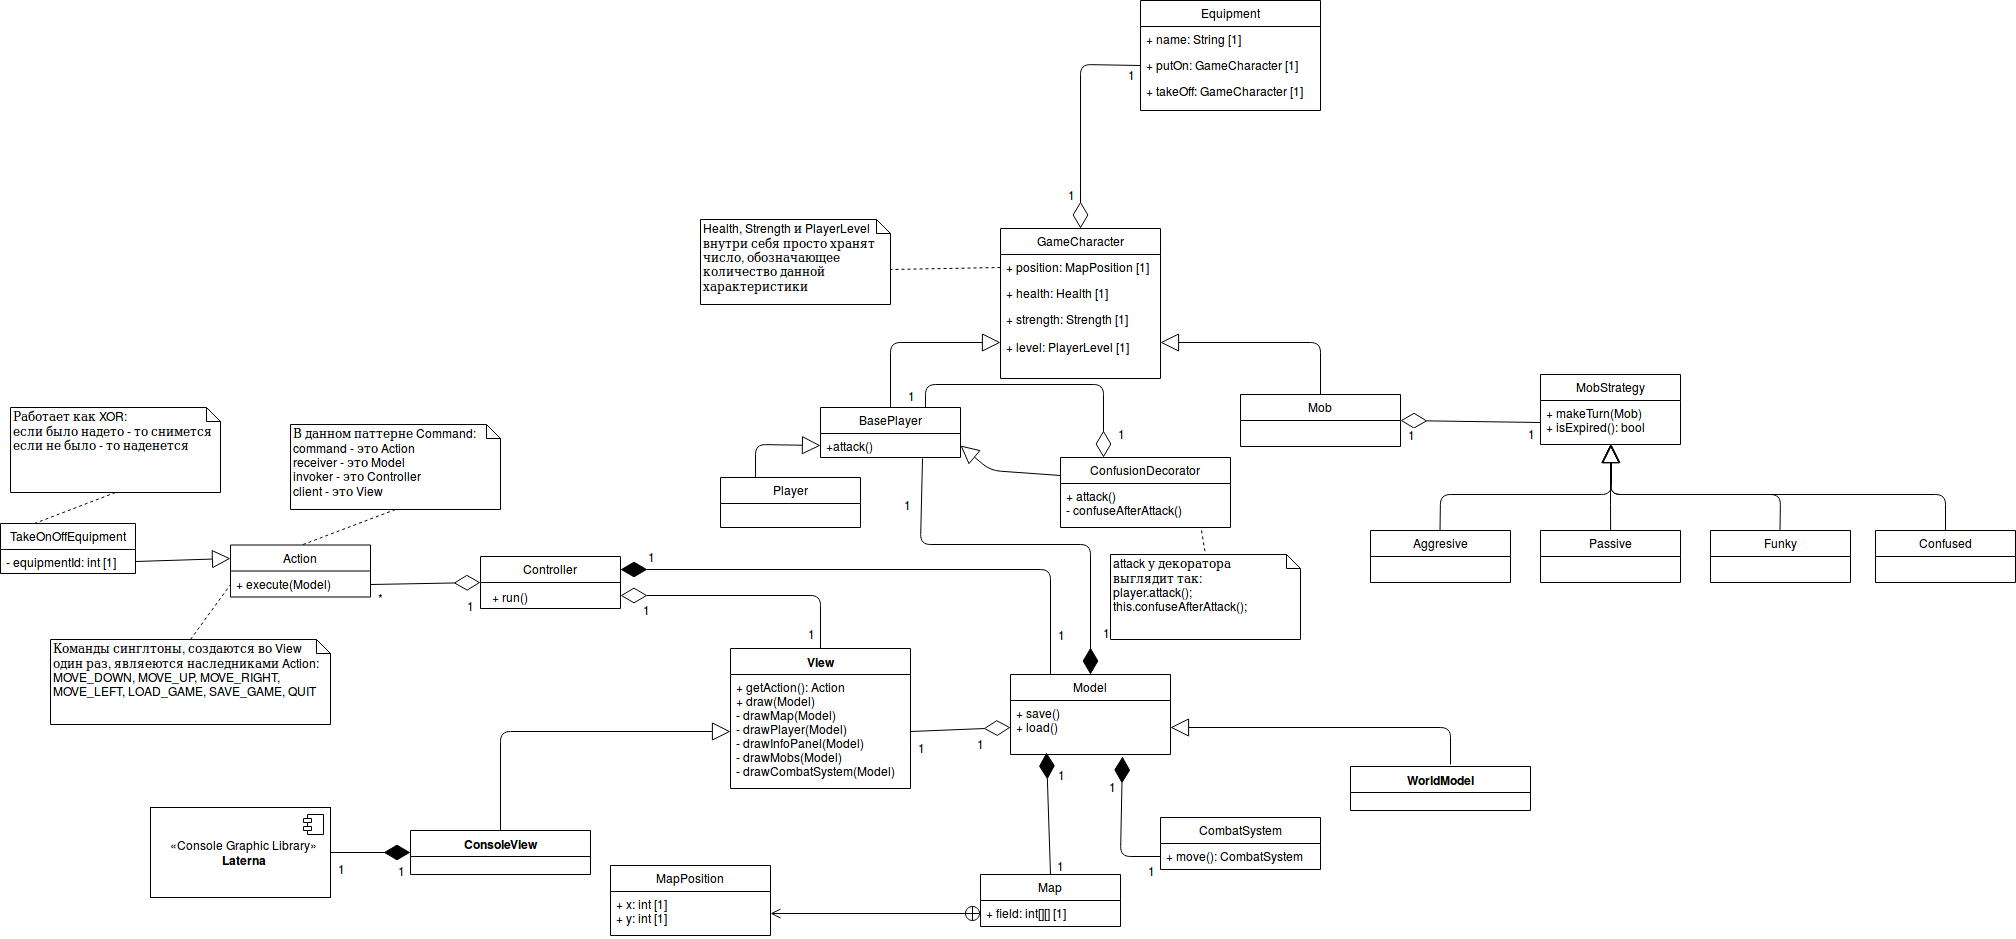 Equipment
+ name: String [1]
+ putOn: GameCharacter [1]
+ takeOff: GameCharacter [1]
1
1
Health, Strength и PlayerLevel
внутри себя просто хранят
число, обозначающее
количество данной
характеристики
GameCharacter
+ position: MapPosition [1]
+ health: Health [1]
+ strength: Strength [1]
+ level: PlayerLevel [1]
Работает как XOR:
если было надето - то снимется
если не было - то наденется
В данном паттерне Command:
command - это Action
receiver - это Model
invoker - это Controller
client - это View
1
BasePlayer
+attack()
1
Mob
1
1
MobStrategy
+ makeTurn(Mob)
+ isExpired(): bool
Player
1
ConfusionDecorator
+ attack()
- confuseAfterAttack()
Aggresive
Passive
Funky
Confused
TakeOnOffEquipment
- equipmentId: int [1]
Action
+ execute(Model)
*
1
Controller
+ run()
1
1
attack у декоратора
выглядит так:
player.attack();
this.confuseAfterAttack();
Команды синглтоны, создаются во View
один раз, являеются наследниками Action:
MOVE_DOWN, MOVE_UP, MOVE_RIGHT,
MOVE_LEFT, LOAD_GAME, SAVE_GAME, QUIT
1
1
1
View
+ getAction(): Action
+ draw(Model)
- drawMap(Model)
- drawPlayer(Model)
- drawInfoPanel(Model)
- drawMobs(Model)
- drawCombatSystem(Model)
1
1
Model
+ save()
+ load()
1
1
WorldModel
«Console Graphic Library»
Laterna
1
1
ConsoleView
CombatSystem
+ move(): CombatSystem
1
1
MapPosition
+ x: int [1]
+ y: int [1]
Map
+ field: int[][] [1]